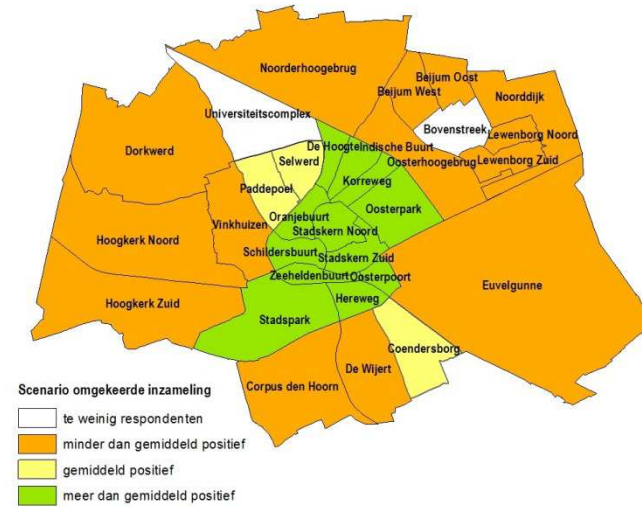 Noorderhoogebrug
Beijum Oost
Beijum West
Noorddijk
Universiteitscomplex
Bovenstreek
Lewenborg Noord
Dorkwerd
De Hoogte
Indische Buurt
Selwerd
Oosterhoogebrug
Lewenborg Zuid
Paddepoel
Korreweg
Oosterpark
Oranjebuurt
Vinkhuizen
Stadskern Noord
Hoogkerk Noord
Schildersbuurt
Stadskern Zuid
Zeeheldenbuurt
Oosterpoort
Euvelgunne
Hoogkerk Zuid
Hereweg
Stadspark
Coendersborg
De Wijert
Corpus den Hoorn
Scenario omgekeerde inzameling
te weinig respondenten
minder dan gemiddeld positief
gemiddeld positief
meer dan gemiddeld positief